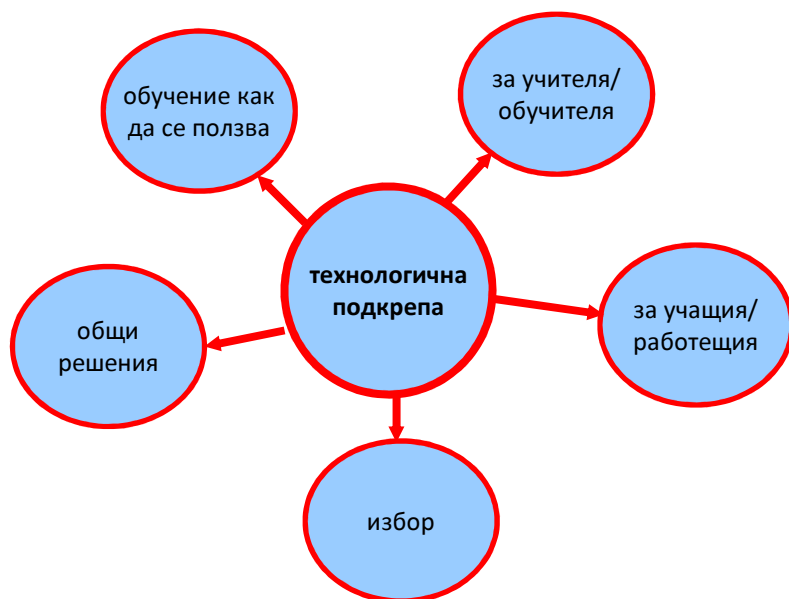 обучение как
да се ползва
за учителя/
обучителя
технологична
подкрепа
за учащия/
работещия
общи
решения
избор